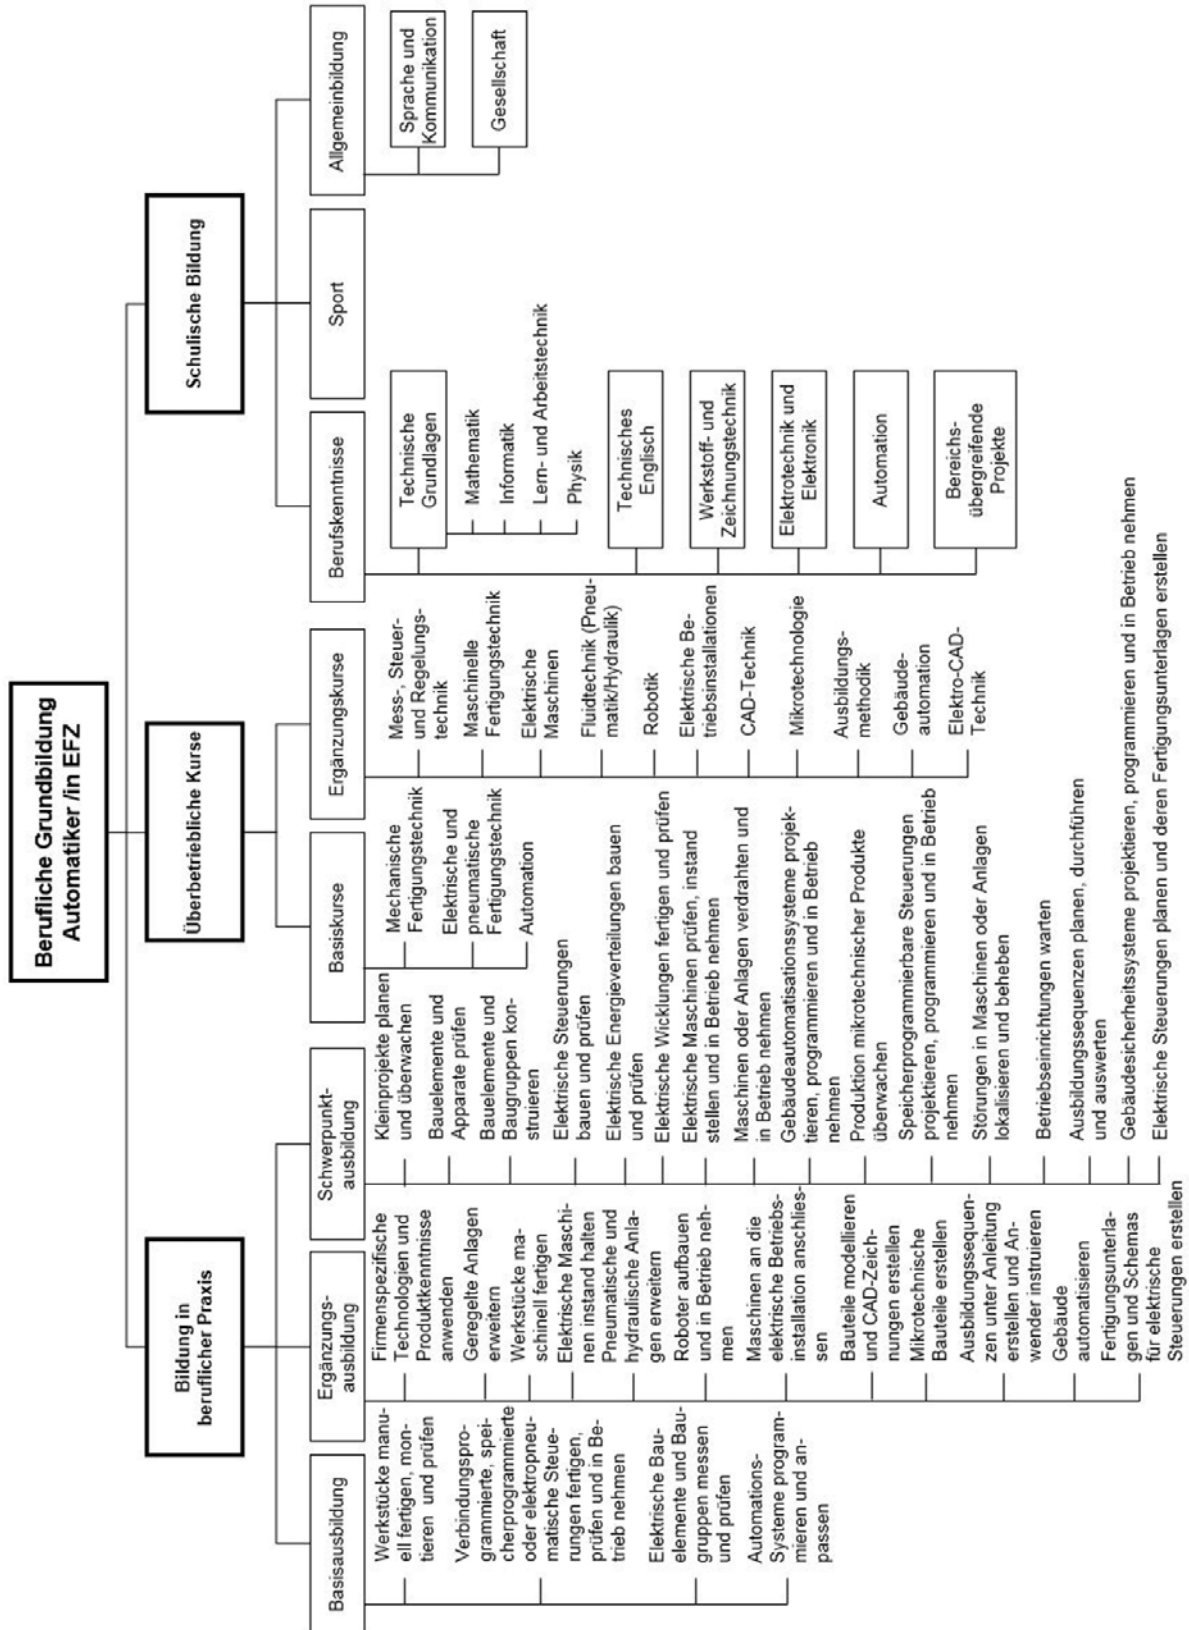 Berufliche Grundbildung
Automatiker /in EFZ
Bildung in
beruflicher Praxis
Überbetriebliche Kurse
Schulische Bildung
Basisausbildung
Ergänzungs-
ausbildung
Schwerpunkt-
ausbildung
Basiskurse
Ergänzungskurse
Berufskenntnisse
Sport
Allgemeinbildung
Werkstücke manu-
ell fertigen, mon-
tieren und prüfen
Verbindungspro-
grammierte, spei-
cherprogrammierte
oder elektropneu-
matische Steue-
rungen fertigen,
prüfen und in Be-
trieb nehmen
Elektrische Bau-
elemente und Bau-
gruppen messen
und prüfen
Automations-
Systeme program-
mieren und an-
passen
Firmenspezifische
Technologien und
Produktkenntnisse
anwenden
Geregelte Anlagen
erweitern
Werkstücke ma-
schinell fertigen
Elektrische Maschi-
nen instand halten
Pneumatische und
hydraulische Anla-
gen erweitern
Roboter aufbauen
und in Betrieb neh-
men
Maschinen an die
elektrische Betriebs-
installation anschlies-
sen
Bauteile modellieren
und CAD-Zeich-
nungen erstellen
Mikrotechnische
Bauteile erstellen
Ausbildungssequen-
zen unter Anleitung
erstellen und An-
wender instruieren
Gebäude
automatisieren
Fertigungsunterla-
gen und Schemas
für elektrische
Steuerungen erstellen
Kleinprojekte planen
und überwachen
Bauelemente und
Apparate prüfen
Bauelemente und
Baugruppen kon-
struieren
Elektrische Steuerungen
bauen und prüfen
Elektrische Energieverteilungen bauen
und prüfen
Elektrische Wicklungen fertigen und prüfen
Elektrische Maschinen prüfen, instand
stellen und in Betrieb nehmen
Maschinen oder Anlagen verdrahten und
in Betrieb nehmen
Gebäudeautomatisationssysteme projek-
tieren, programmieren und in Betrieb
nehmen
Produktion mikrotechnischer Produkte
überwachen
Speicherprogrammierbare Steuerungen
projektieren, programmieren und in Betrieb
nehmen
Störungen in Maschinen oder Anlagen
lokalisieren und beheben
Betriebseinrichtungen warten
Ausbildungssequenzen planen, durchführen
und auswerten
Gebäudesicherheitssysteme projektieren, programmieren und in Betrieb nehmen
Elektrische Steuerungen planen und deren Fertigungsunterlagen erstellen
Mechanische
Fertigungstechnik
Elektrische und
pneumatische
Fertigungstechnik
Automation
Mess-, Steuer-
und Regelungs-
technik
Maschinelle
Fertigungstechnik
Elektrische
Maschinen
Fluidtechnik (Pneu-
matik/Hydraulik)
Robotik
Elektrische Be-
triebsinstallationen
CAD-Technik
Mikrotechnologie
Ausbildungs-
methodik
Gebäude-
automation
Elektro-CAD-
Technik
Technische
Grundlagen
Mathematik
Informatik
Lern- und Arbeitstechnik
Physik
Technisches
Englisch
Werkstoff- und
Zeichnungstechnik
Elektrotechnik und
Elektronik
Automation
Bereichs-
übergreifende
Projekte
Sprache und
Kommunikation
Gesellschaft